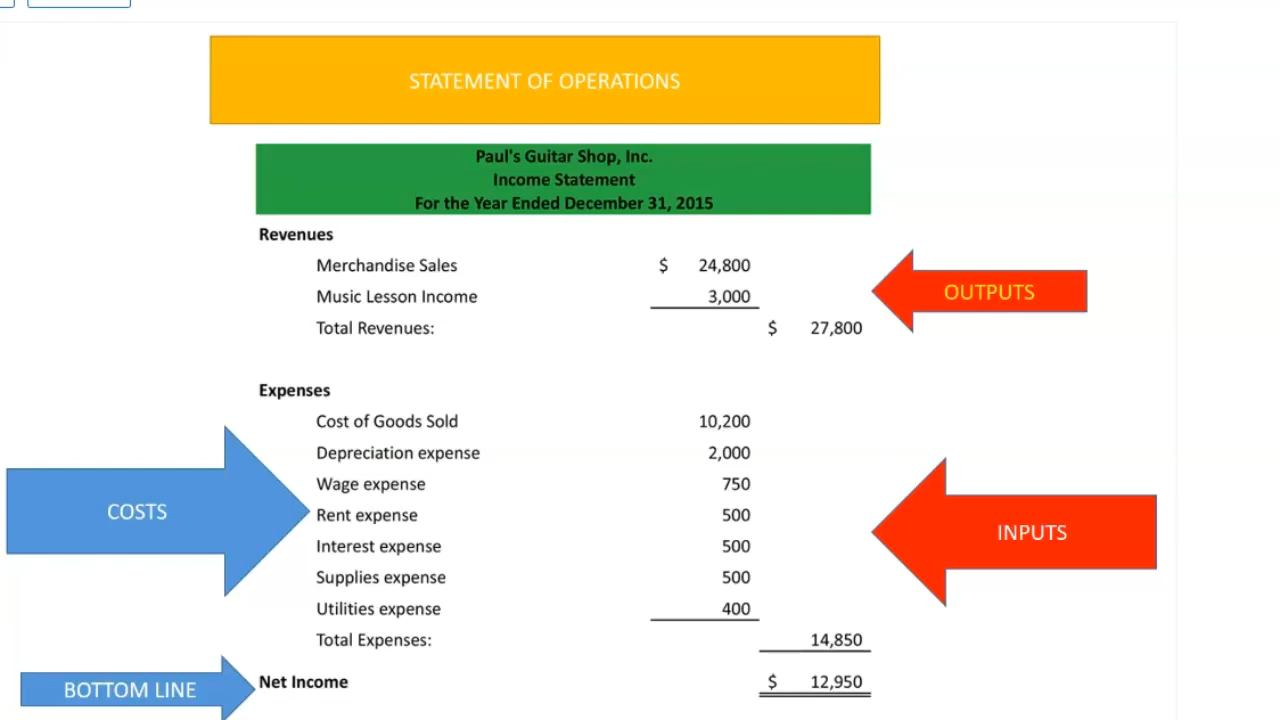 STATEMENT OF OPERATIONS
Paul's Guitar Shop, Inc.
Income Statement
For the Year Ended December 31, 2015
Revenues
Merchandise Sales $ 24,800
OUTPUTS
Music Lesson Income 3,000
Total Revenues: $ 27,800
Expenses
Cost of Goods Sold 10,200
Depreciation expense 2,000
Wage expense 750
COSTS
Rent expense 500
INPUTS
Interest expense 500
Supplies expense 500
Utilities expense 400
Total Expenses: 14,850
BOTTOM LINE
Net Income $ 12,950